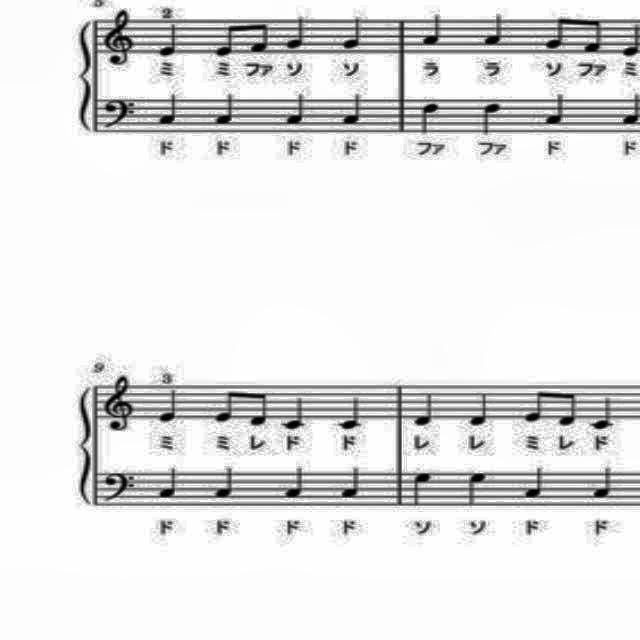 5
2
ミ ミ ファ ソ ソ ラ ラ ソ ファ ミ
ド ド ド ド ファ ファ ド ド
9
3
ミ ミ レ ド ド レ レ ミ レ ド
ド ド ド ド ソ ソ ド ド